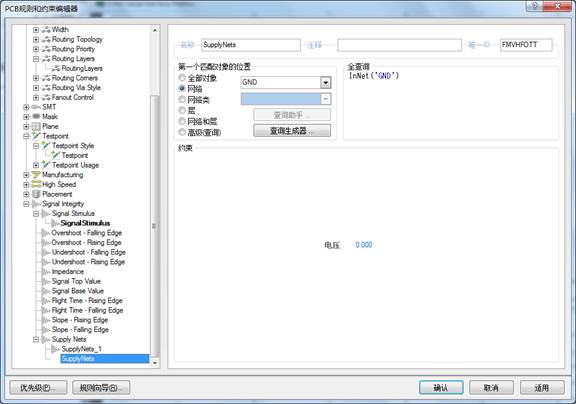 PCB规则和约束编辑器
Width
Routing Topology
Routing Priority
Routing Layers
RoutingLayers
Routing Corners
Routing Via Style
Fanout Control
SMT
Mask
Plane
Testpoint
Testpoint Style
Testpoint
Testpoint Usage
Manufacturing
High Speed
Placement
Signal Integrity
Signal Stimulus
SignalStimulus
Overshoot - Falling Edge
Overshoot - Rising Edge
Undershoot - Falling Edge
Undershoot - Rising Edge
Impedance
Signal Top Value
Signal Base Value
Flight Time - Rising Edge
Flight Time - Falling Edge
Slope - Rising Edge
Slope - Falling Edge
Supply Nets
SupplyNets_1
SupplyNets
名称 SupplyNets 注释 唯一ID FMVHFOTT
第一个匹配对象的位置
全部对象
网络 GND
网络类
层 查询助手 ...
网络和层
高级(查询) 查询生成器 ...
全查询
InNet('GND')
约束
电压 0.000
优先级(P)... 规则向导(R)... 确认 取消 适用